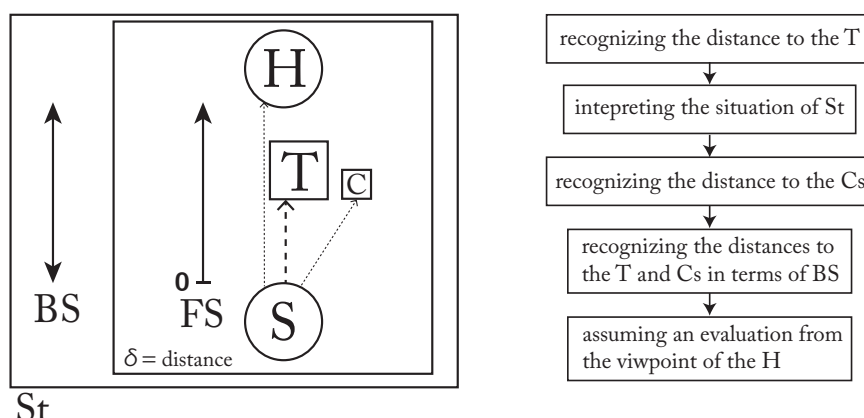 H
T
C
0
BS
FS
S
δ = distance
St
recognizing the distance to the T
intepreting the situation of St
recognizing the distance to the Cs
recognizing the distances to
the T and Cs in terms of BS
assuming an evaluation from
the viwpoint of the H